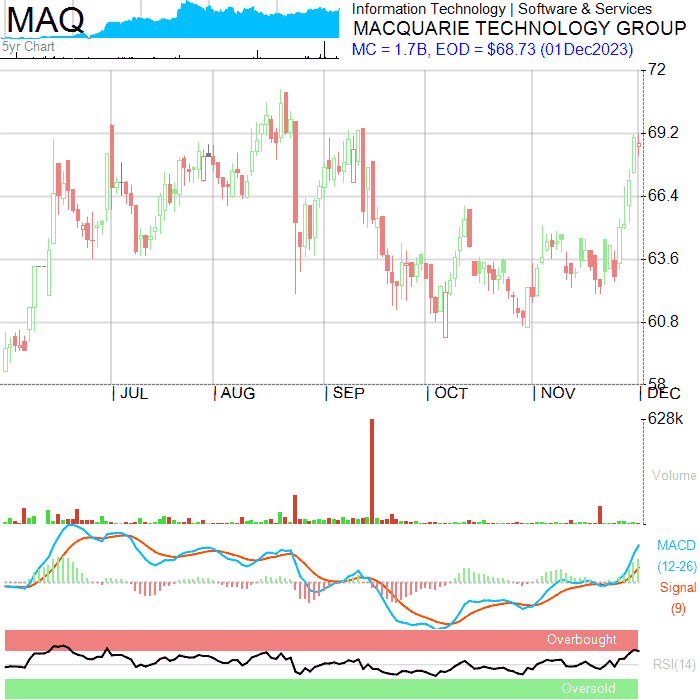 MAQ
5yr Chart
Information Technology | Software & Services
MACQUARIE TECHNOLOGY GROUP
MC = 1.7B, EOD = $68.73 (01Dec2023)
72
69.2
66.4
63.6
60.8
58
JUL
AUG
SEP
OCT
NOV
DEC
628k
Volume
MACD
(12-26)
Signal
(9)
Overbought
RSI(14)
Oversold